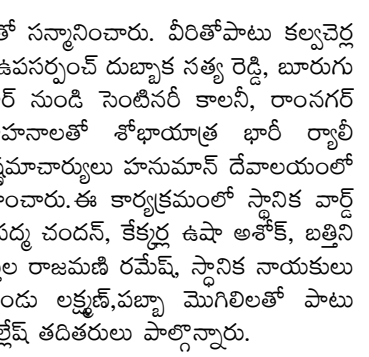 తో సన్మానించారు. వీరితోపాటు కల్వచెర్ల
ఉపసర్పంచ్ దుబ్బాక సత్య రెడ్డి, బూరుగు
ర్ నుండి సెంటినరీ కాలనీ, రాంనగర్
హనాలతో శోభాయాత్ర భారీ ర్యాలీ
ష్ణమాచార్యులు హనుమాన్ దేవాలయంలో
ించారు.ఈ కార్యక్రమంలో స్థానిక వార్డ్
పద్మ చందన్, కేక్కర్ల ఉషా అశోక్, బత్తిని
ల రాజమణి రమేష్, స్ధానిక నాయకులు
ండు లక్ష్మణ్,పబ్బా మొగిలిలతో పాటు
ల్లేష్ తదితరులు పాల్గొన్నారు.